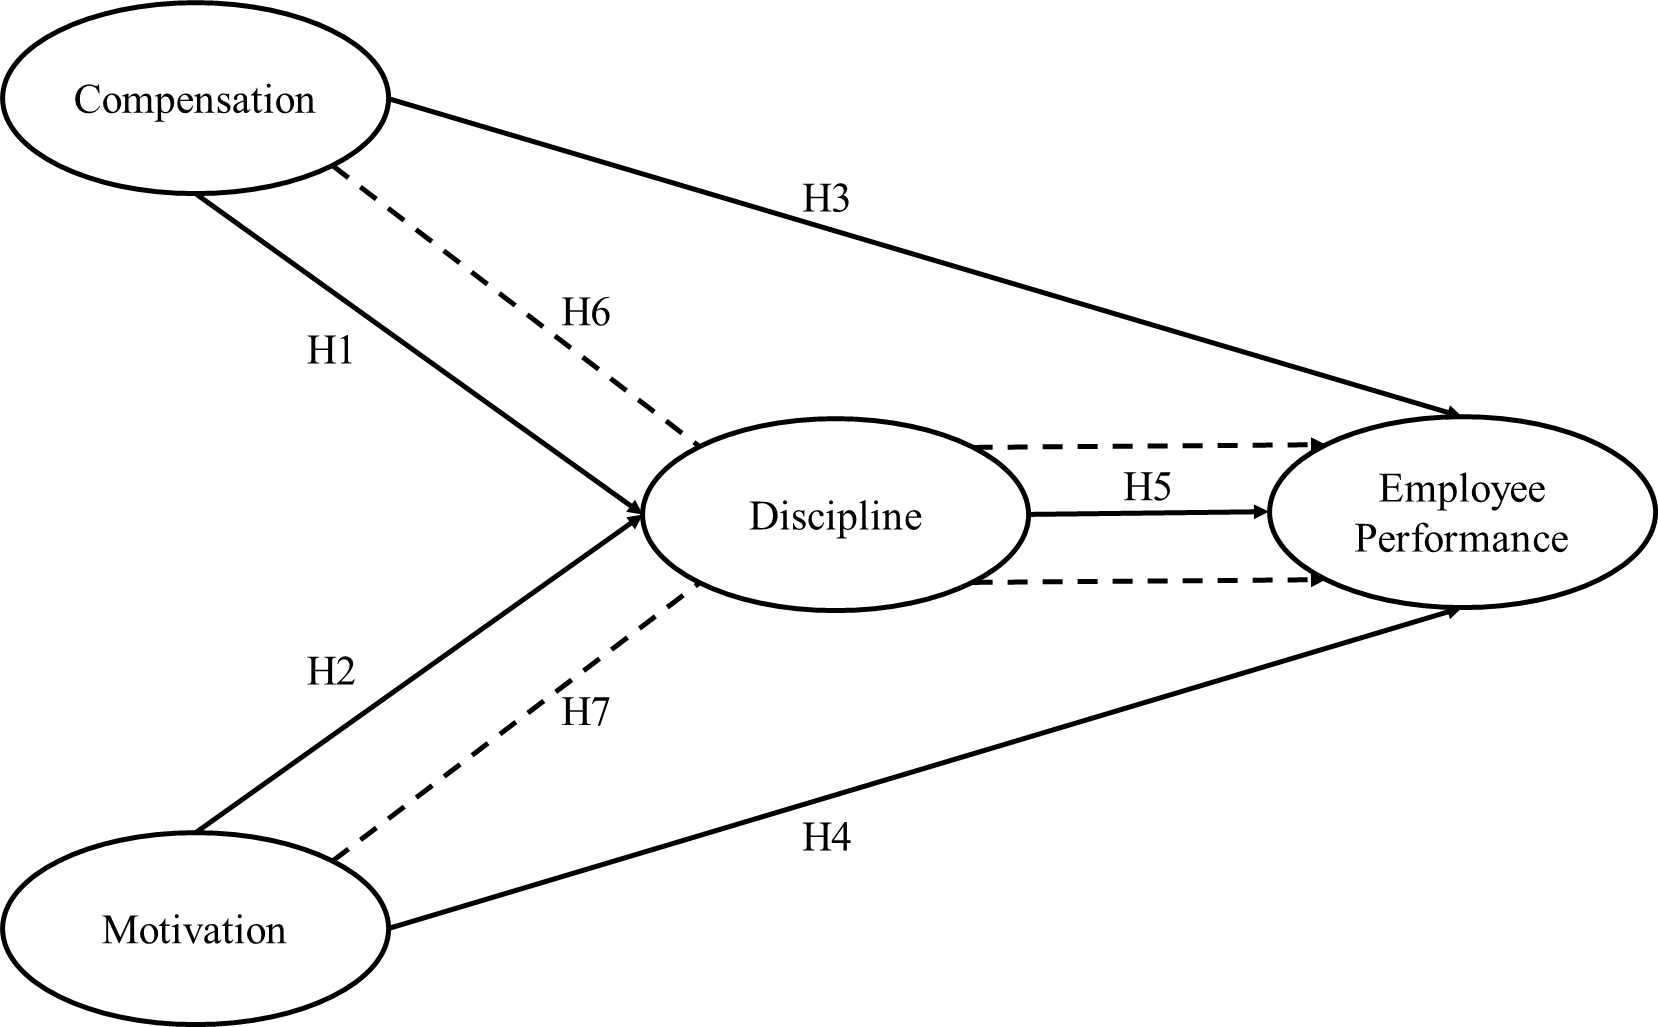 Compensation
H3
H6
H1
H5
Employee
Performance
Discipline
H2
H7
H4
Motivation